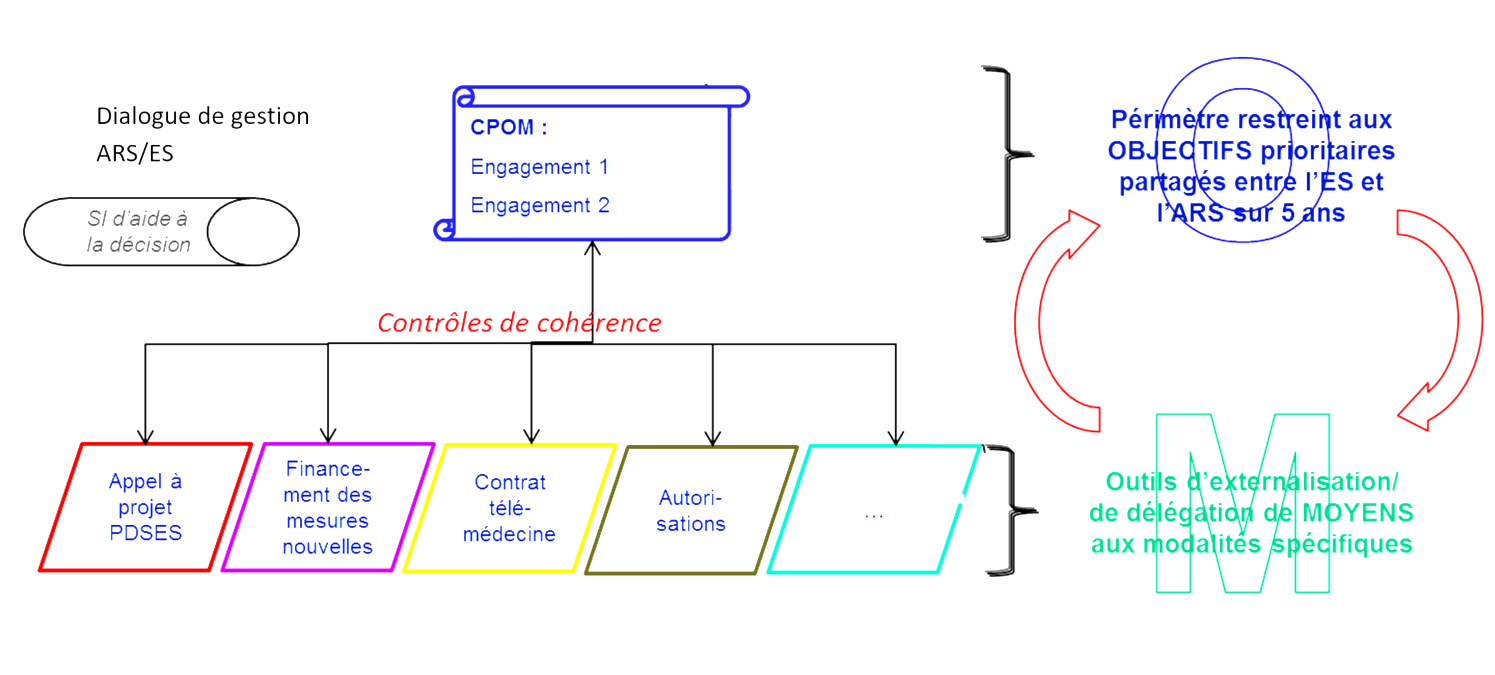 Dialogue de gestion
ARS/ES
SI d'aide à
la décision
CPOM :
Engagement 1
Engagement 2
O
Périmètre restreint aux
OBJECTIFS prioritaires
partagés entre l'ES et
l'ARS sur 5 ans
Contrôles de cohérence
Appel à
projet
PDSES
Finance-
ment des
mesures
nouvelles
Contrat
télé-
médecine
Autori-
sations
...
M
Outils d'externalisation/
de délégation de MOYENS
aux modalités spécifiques